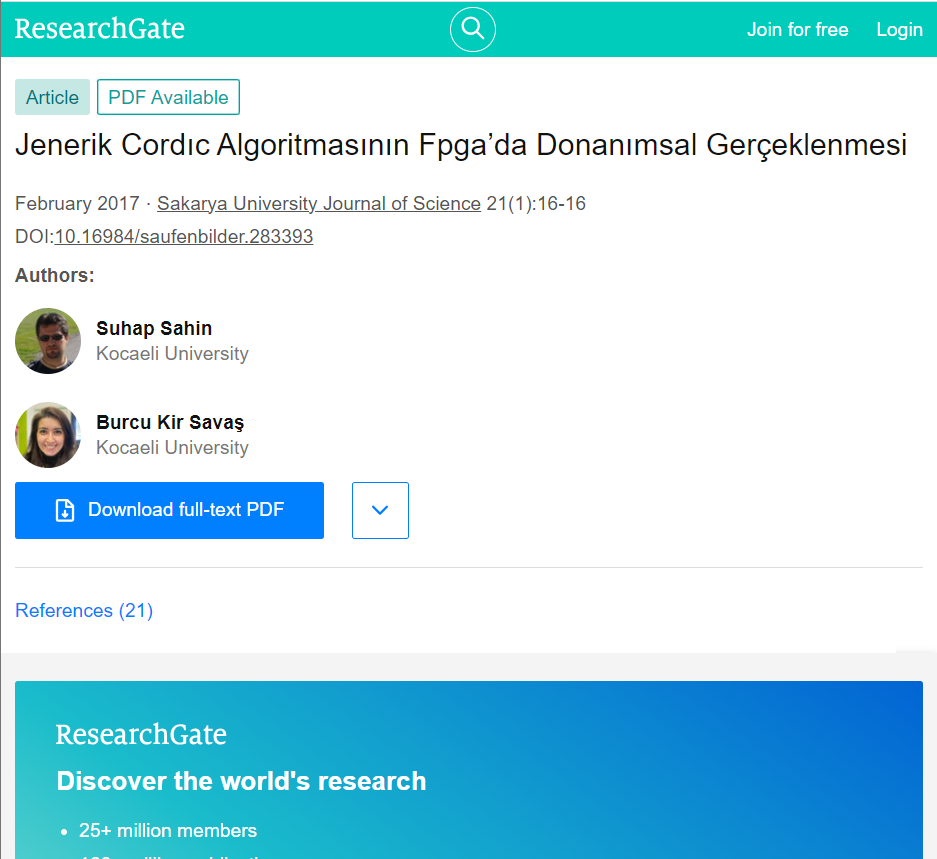 ResearchGate
Join for free Login
Article PDF Available
Jenerik Cordıc Algoritmasının Fpga’da Donanımsal Gerçeklenmesi
February 2017 · Sakarya University Journal of Science 21(1):16-16
DOI:10.16984/saufenbilder.283393
Authors:
Suhap Sahin
Kocaeli University
Burcu Kir Savaş
Kocaeli University
Download full-text PDF
References (21)
ResearchGate
Discover the world's research
• 25+ million members